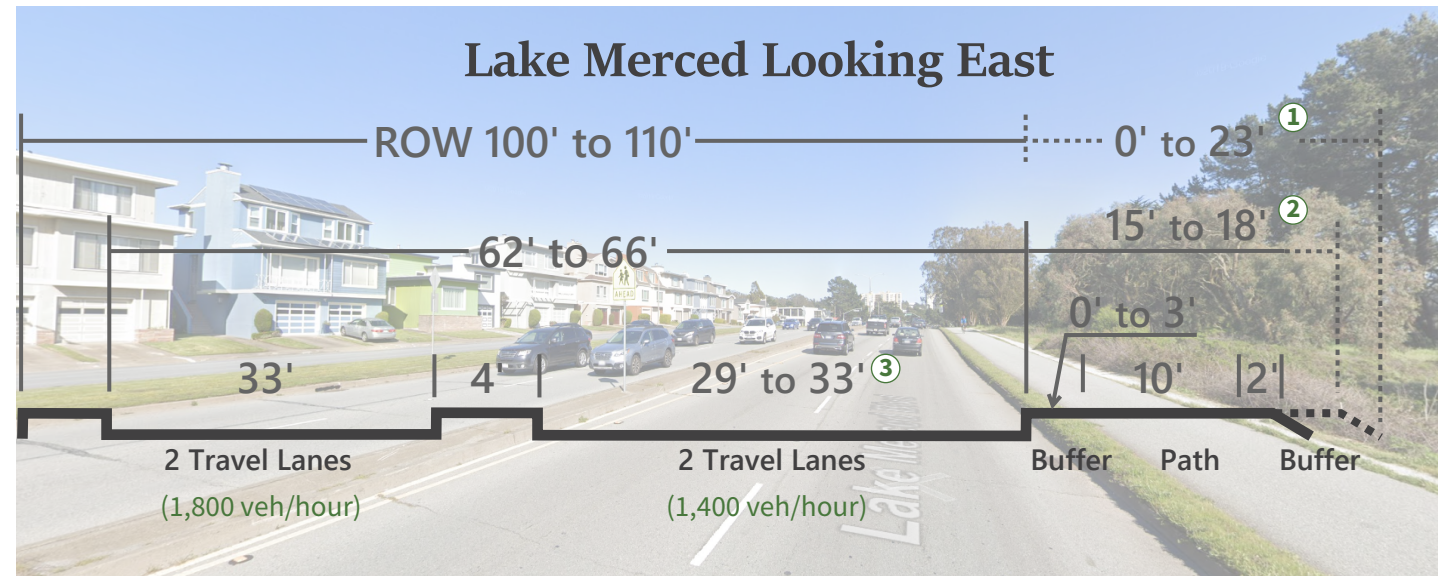 Lake Merced Looking East
ROW 100' to 110'
0' to 23'
1
15' to 18'
2
62' to 66'
AHEAD
0' to 3'
33'
4'
29' to 33'
3
10'
2'
2 Travel Lanes
2 Travel Lanes
Buffer
Path
Buffer
(1,800 veh/hour)
(1,400 veh/hour)